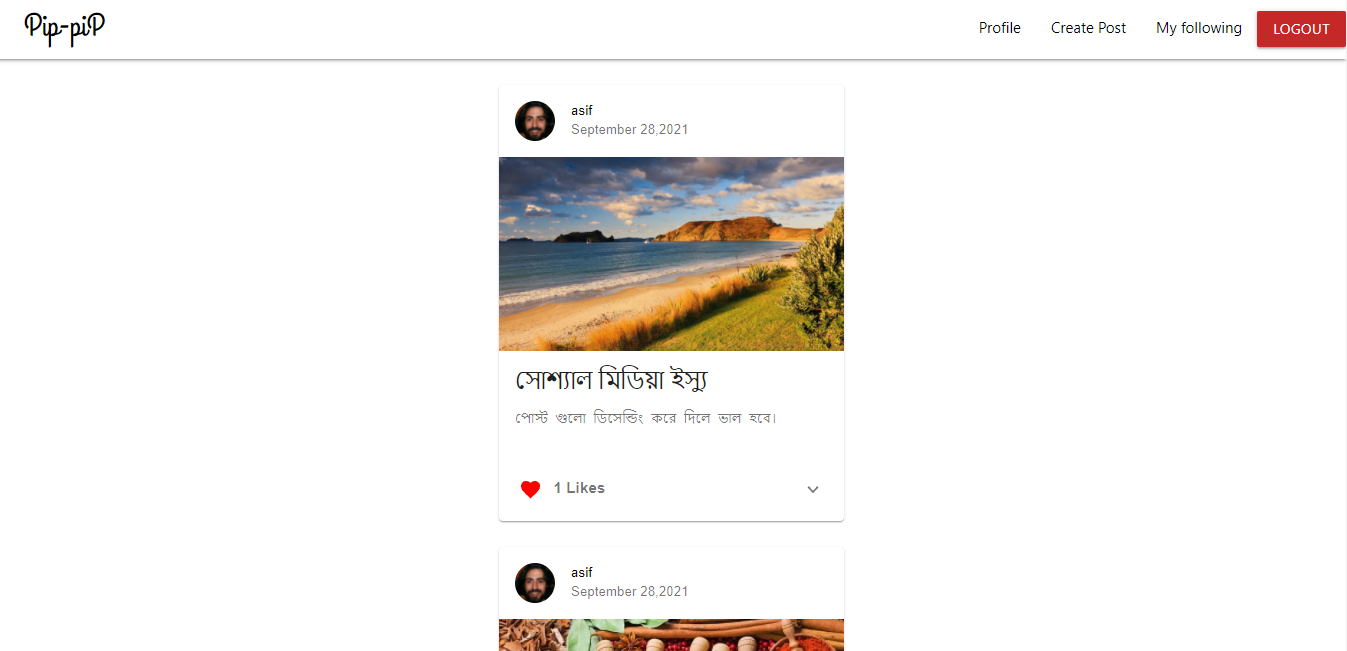 Pip-piP
Profile Create Post My following LOGOUT
asif
September 28,2021
সোশ্যাল মিডিয়া ইস্যু
পোস্ট গুলো ডিসেন্ডিং করে দিলে ভাল হবে।
1 Likes
asif
September 28,2021